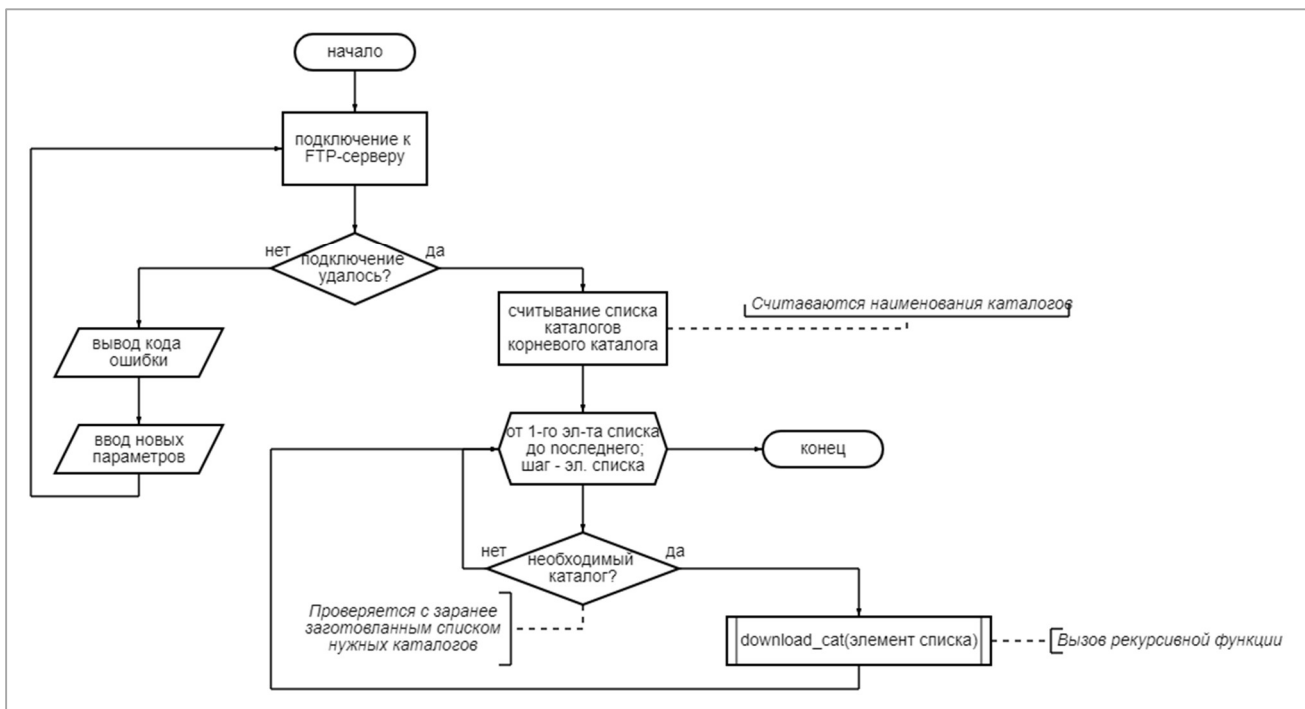 начало
подключение к
FTP-серверу
нет
да
подключение
удалось?
считывание списка
каталогов
корневого каталога
Считаваются наименования каталогов
вывод кода
ошибки
ввод новых
параметров
от 1-го эл-та списка
до последнего;
шаг - эл. списка
конец
нет
да
необходимый
каталог?
Проверяется с заранее
заготовланным списком
нужных каталогов
download_cat(элемент списка)
Вызов рекурсивной функции